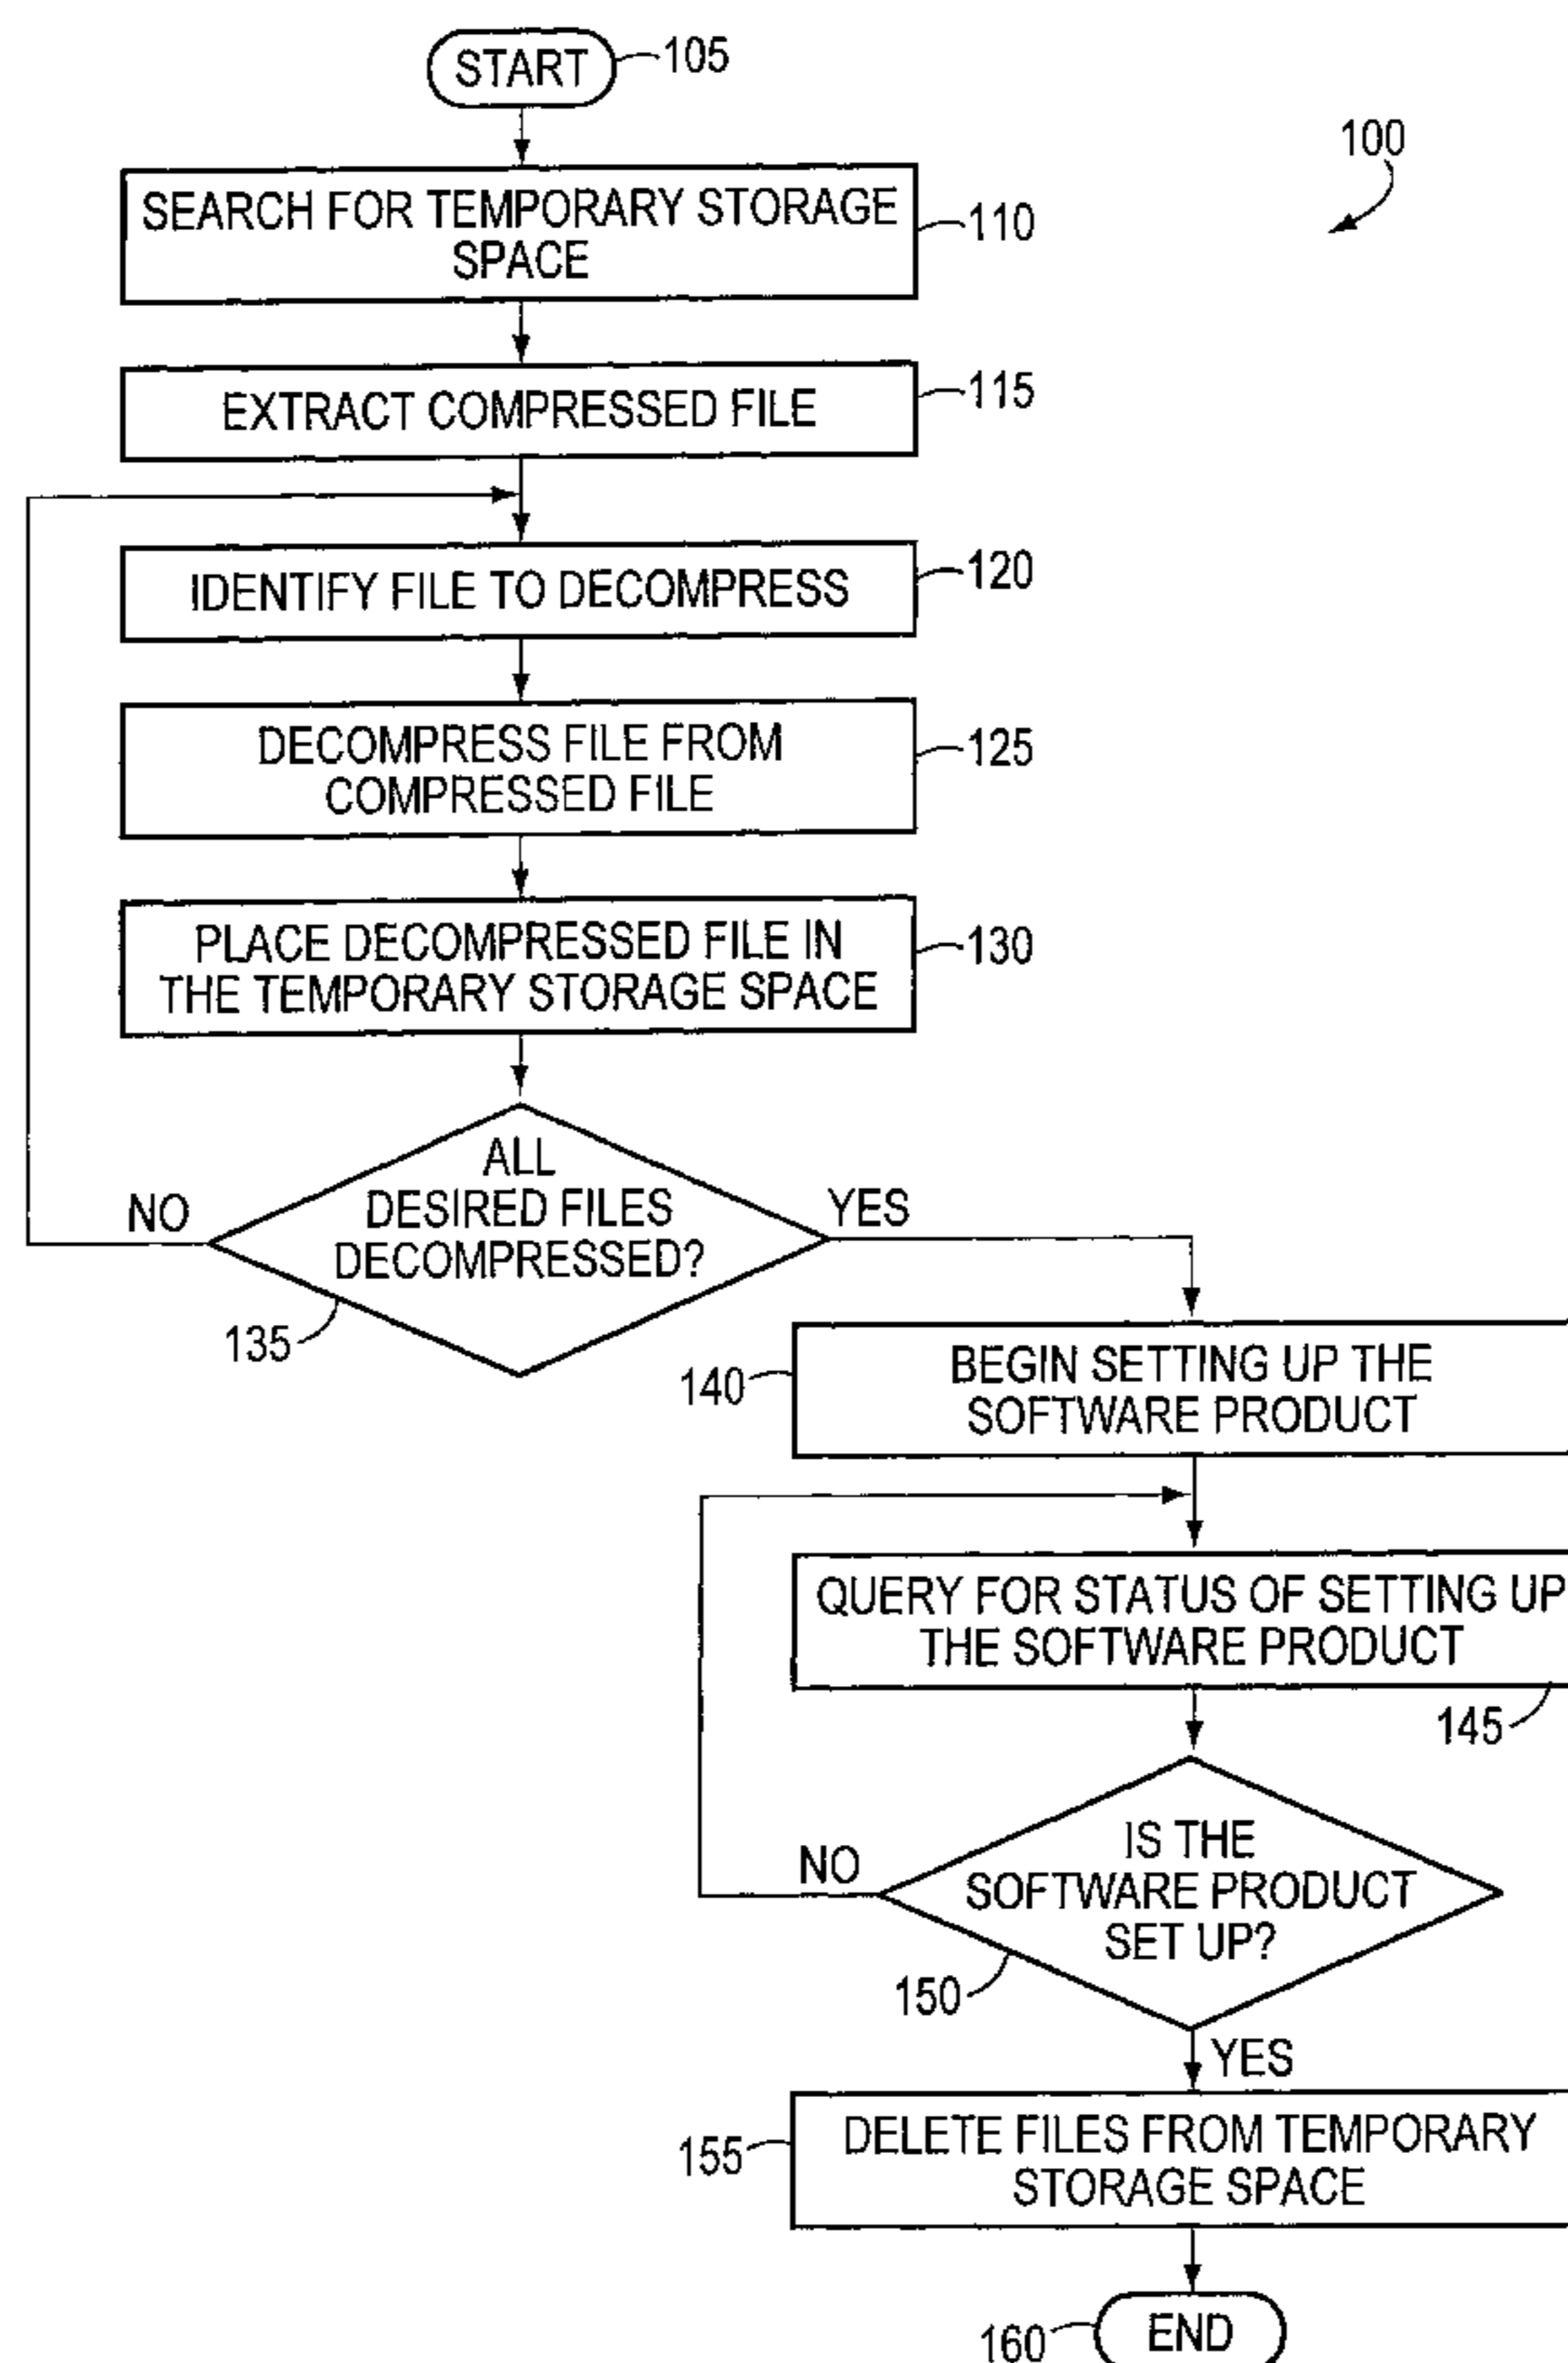 START
105
100
SEARCH FOR TEMPORARY STORAGE
SPACE
110
EXTRACT COMPRESSED FILE
115
IDENTIFY FILE TO DECOMPRESS
120
DECOMPRESS FILE FROM
COMPRESSED FILE
125
PLACE DECOMPRESSED FILE IN
THE TEMPORARY STORAGE SPACE
130
ALL
DESIRED FILES
DECOMPRESSED?
NO
YES
135
BEGIN SETTING UP THE
SOFTWARE PRODUCT
140
QUERY FOR STATUS OF SETTING UP
THE SOFTWARE PRODUCT
145
IS THE
SOFTWARE PRODUCT
SET UP?
NO
150
YES
DELETE FILES FROM TEMPORARY
STORAGE SPACE
155
END
160